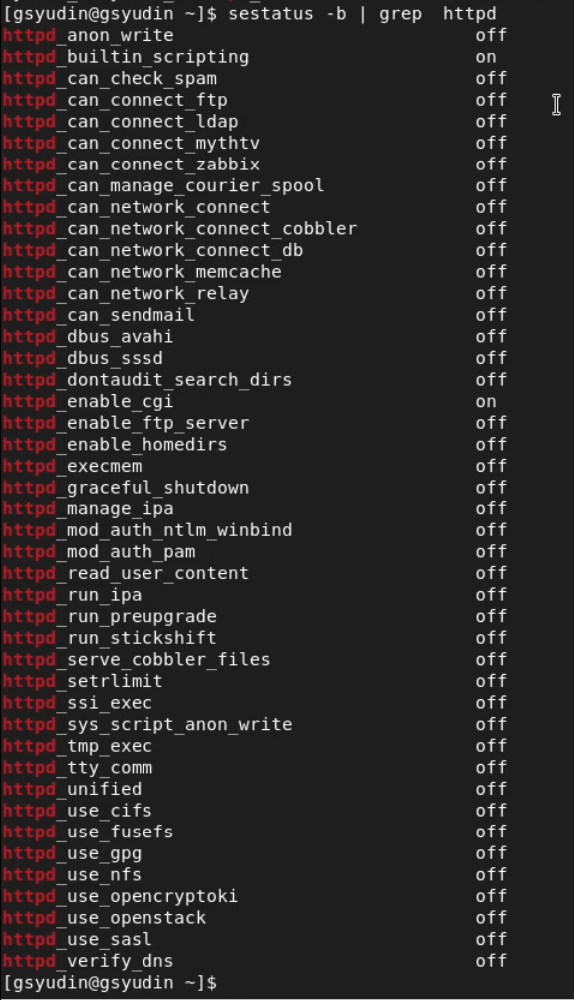 [gsyudin@gsyudin ~]$ sestatus -b | grep  httpd
httpd_anon_write                            off
httpd_builtin_scripting                     on
httpd_can_check_spam                        off
httpd_can_connect_ftp                       off
httpd_can_connect_ldap                      off
httpd_can_connect_mythtv                    off
httpd_can_connect_zabbix                    off
httpd_can_manage_courier_spool              off
httpd_can_network_connect                   off
httpd_can_network_connect_cobbler           off
httpd_can_network_connect_db                off
httpd_can_network_memcache                  off
httpd_can_network_relay                     off
httpd_can_sendmail                          off
httpd_dbus_avahi                            off
httpd_dbus_sssd                             off
httpd_dontaudit_search_dirs                 off
httpd_enable_cgi                            on
httpd_enable_ftp_server                     off
httpd_enable_homedirs                       off
httpd_execmem                               off
httpd_graceful_shutdown                     off
httpd_manage_ipa                            off
httpd_mod_auth_ntlm_winbind                 off
httpd_mod_auth_pam                          off
httpd_read_user_content                     off
httpd_run_ipa                               off
httpd_run_preupgrade                        off
httpd_run_stickshift                        off
httpd_serve_cobbler_files                   off
httpd_setrlimit                             off
httpd_ssi_exec                              off
httpd_sys_script_anon_write                 off
httpd_tmp_exec                              off
httpd_tty_comm                              off
httpd_unified                               off
httpd_use_cifs                              off
httpd_use_fusefs                            off
httpd_use_gpg                               off
httpd_use_nfs                               off
httpd_use_opencryptoki                      off
httpd_use_openstack                         off
httpd_use_sasl                              off
httpd_verify_dns                            off
[gsyudin@gsyudin ~]$